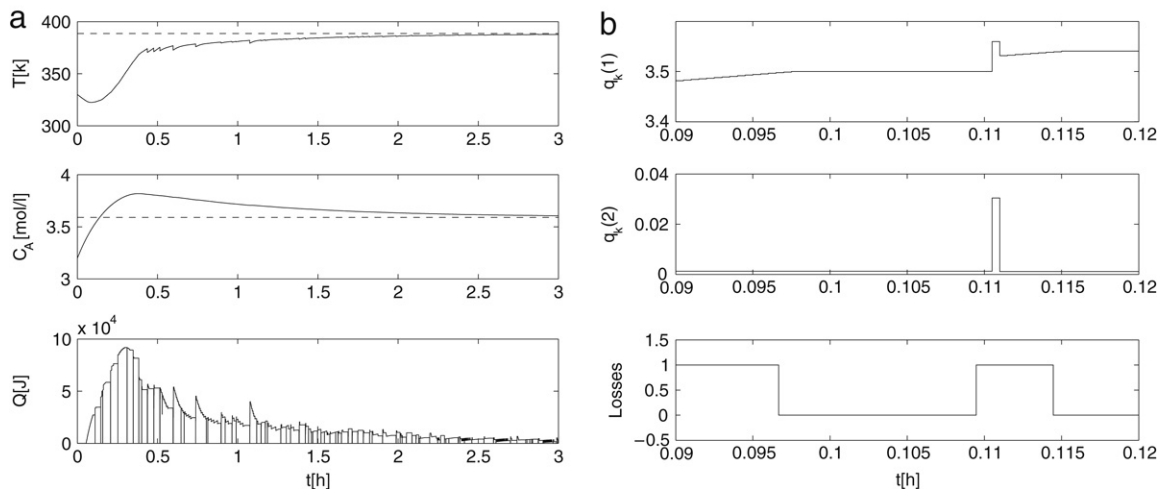 a
400
350
300
T[k]
0 0.5 1 1.5 2 2.5 3
4
3.5
3
C_A [mol/l]
0 0.5 1 1.5 2 2.5 3
x 10^4
10
5
0
Q[J]
0 0.5 1 1.5 2 2.5 3
t[h]
b
3.5
3.4
q_k(1)
0.09 0.095 0.1 0.105 0.11 0.115 0.12
0.04
0.02
0
q_k(2)
0.09 0.095 0.1 0.105 0.11 0.115 0.12
1.5
1
0.5
0
−0.5
Losses
0.09 0.095 0.1 0.105 0.11 0.115 0.12
t[h]